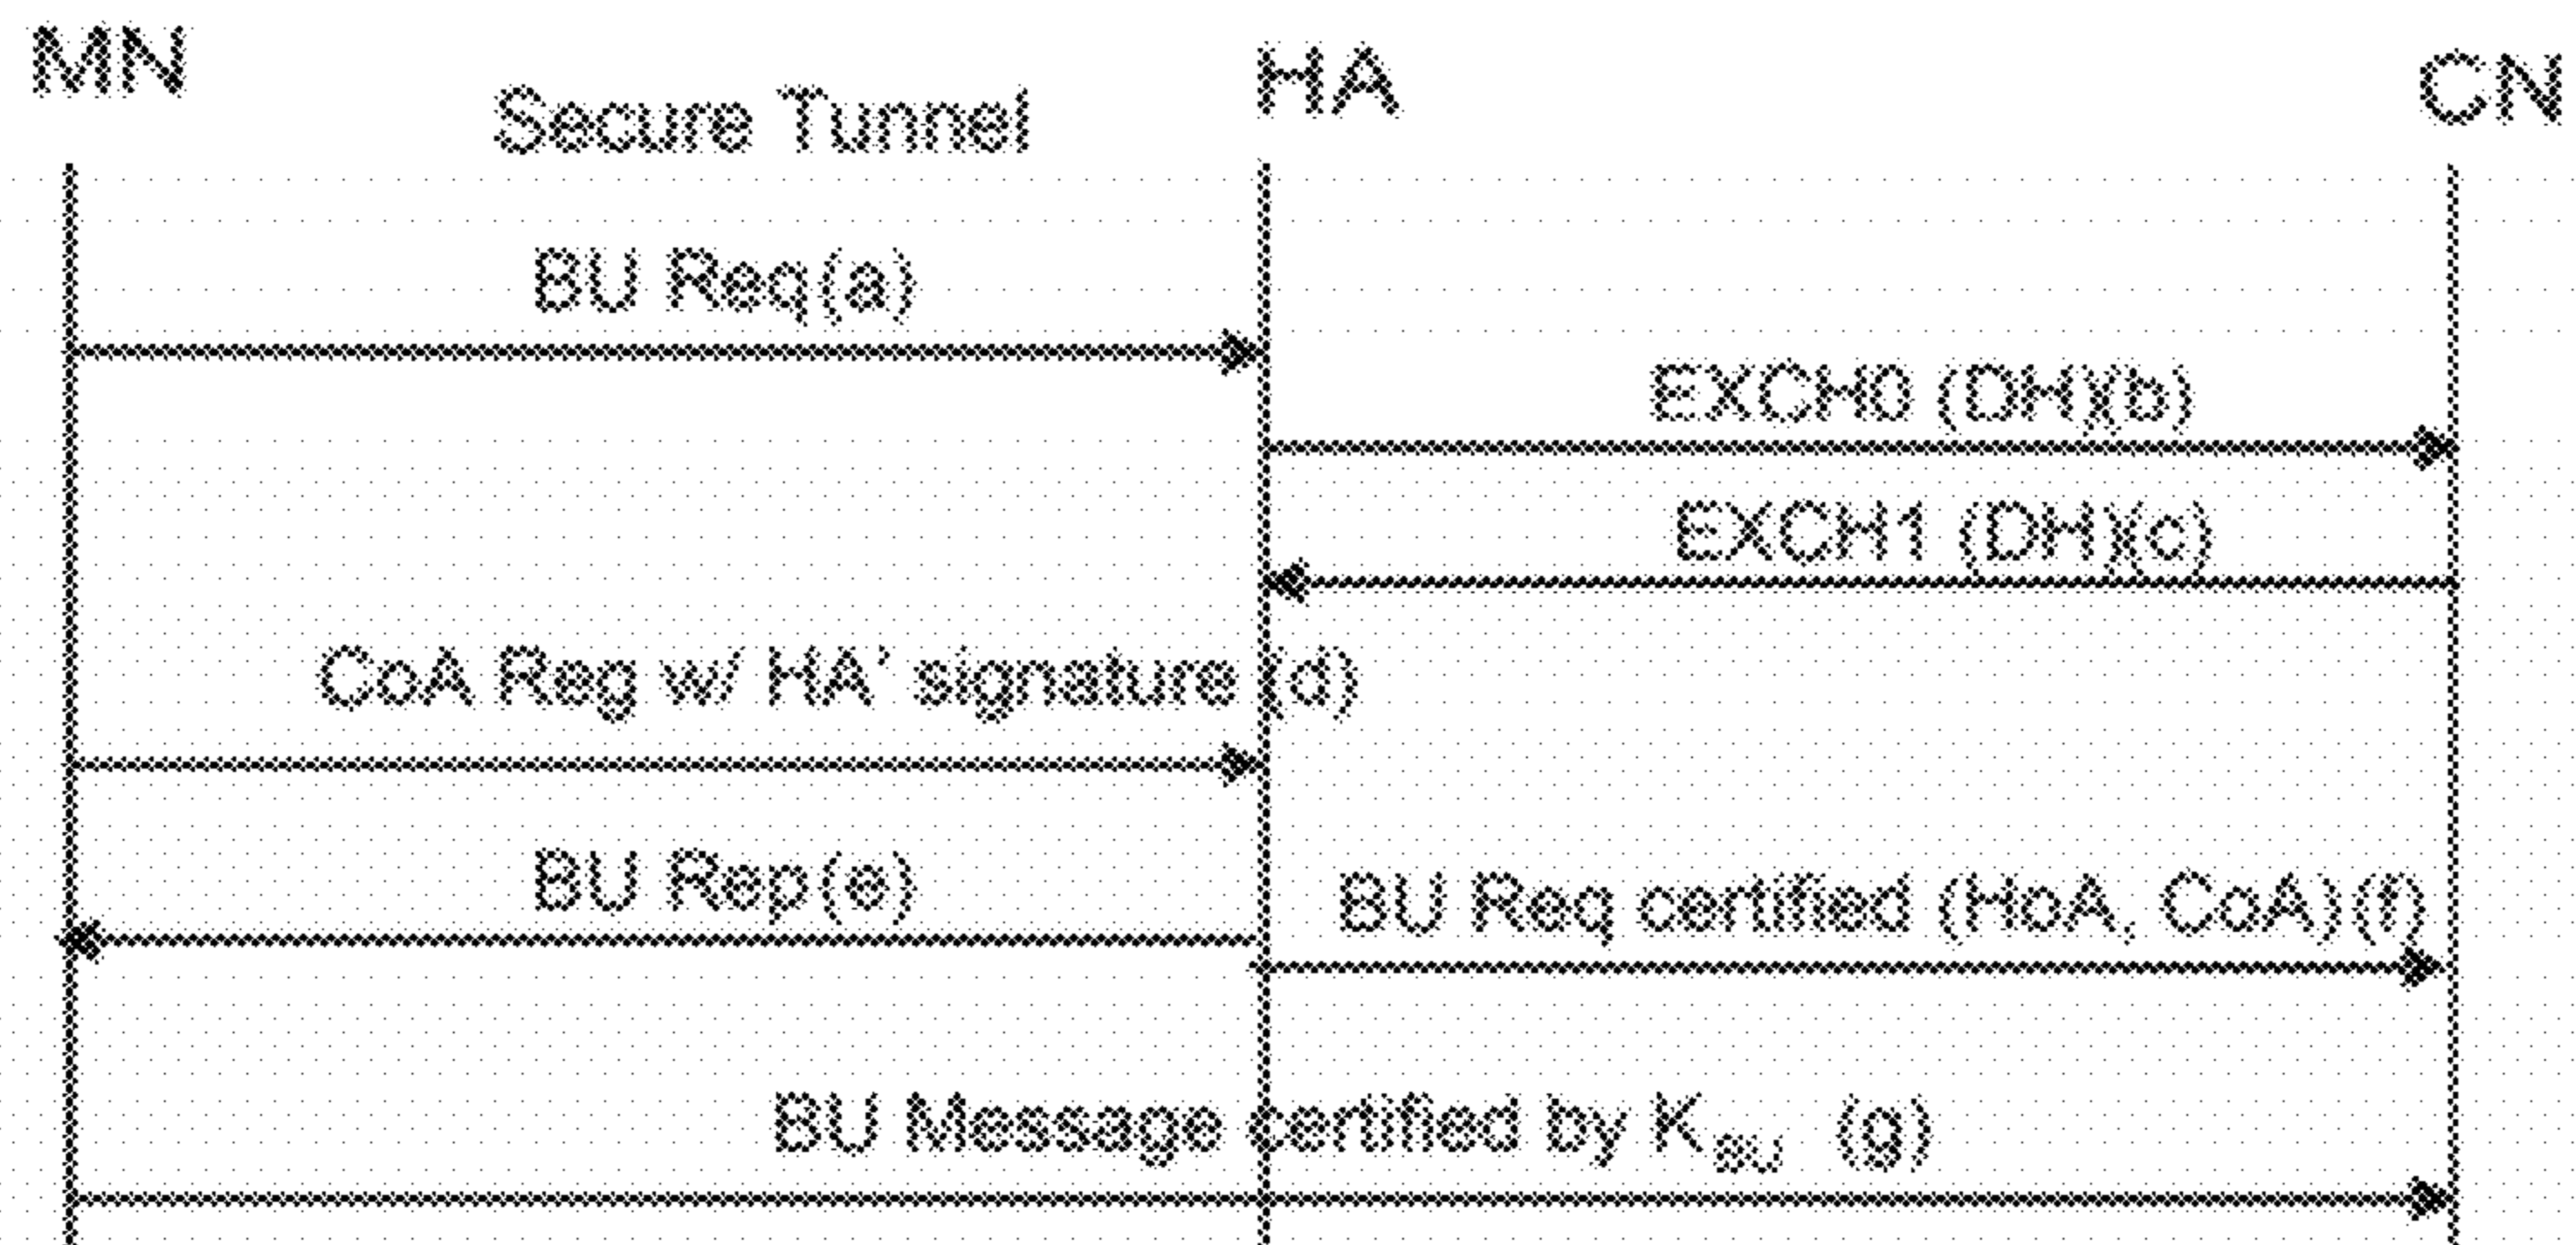 MN
Secure Tunnel
HA
CN
BU Req(a)
EXCH0 (DH)(b)
EXCH1 (DH)(c)
CoA Reg w/ HA' signature (d)
BU Rep(e)
BU Req certified (HoA, CoA)(f)
BU Message certified by K_BU (g)